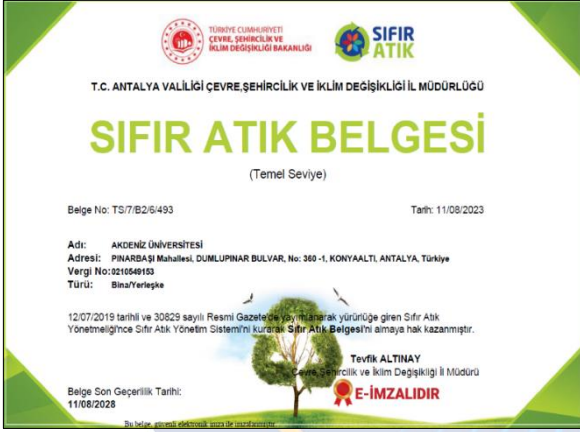 TÜRKİYE CUMHURİYETİ
ÇEVRE, ŞEHİRCİLİK VE
İKLİM DEĞİŞİKLİĞİ BAKANLIĞI
SIFIR
ATIK
T.C. ANTALYA VALİLİĞİ ÇEVRE,ŞEHİRCİLİK VE İKLİM DEĞİŞİKLİĞİ İL MÜDÜRLÜĞÜ
SIFIR ATIK BELGESİ
(Temel Seviye)
Belge No: TS/7/B2/6/493
Tarih: 11/08/2023
Adı: AKDENİZ ÜNİVERSİTESİ
Adresi: PINARBAŞI Mahallesi, DUMLUPINAR BULVAR, No: 360 -1, KONYAALTI, ANTALYA, Türkiye
Vergi No:0210549153
Türü: Bina/Yerleşke
12/07/2019 tarihli ve 30829 sayılı Resmi Gazete'de yayımlanarak yürürlüğe giren Sıfır Atık
Yönetmeliği'nce Sıfır Atık Yönetim Sistemi'ni kurarak Sıfır Atık Belgesi'ni almaya hak kazanmıştır.
Tevfik ALTINAY
Çevre,Şehircilik ve İklim Değişikliği İl Müdürü
E-İMZALIDIR
Belge Son Geçerlilik Tarihi:
11/08/2028
Bu belge, güvenli elektronik imza ile imzalanmıştır.